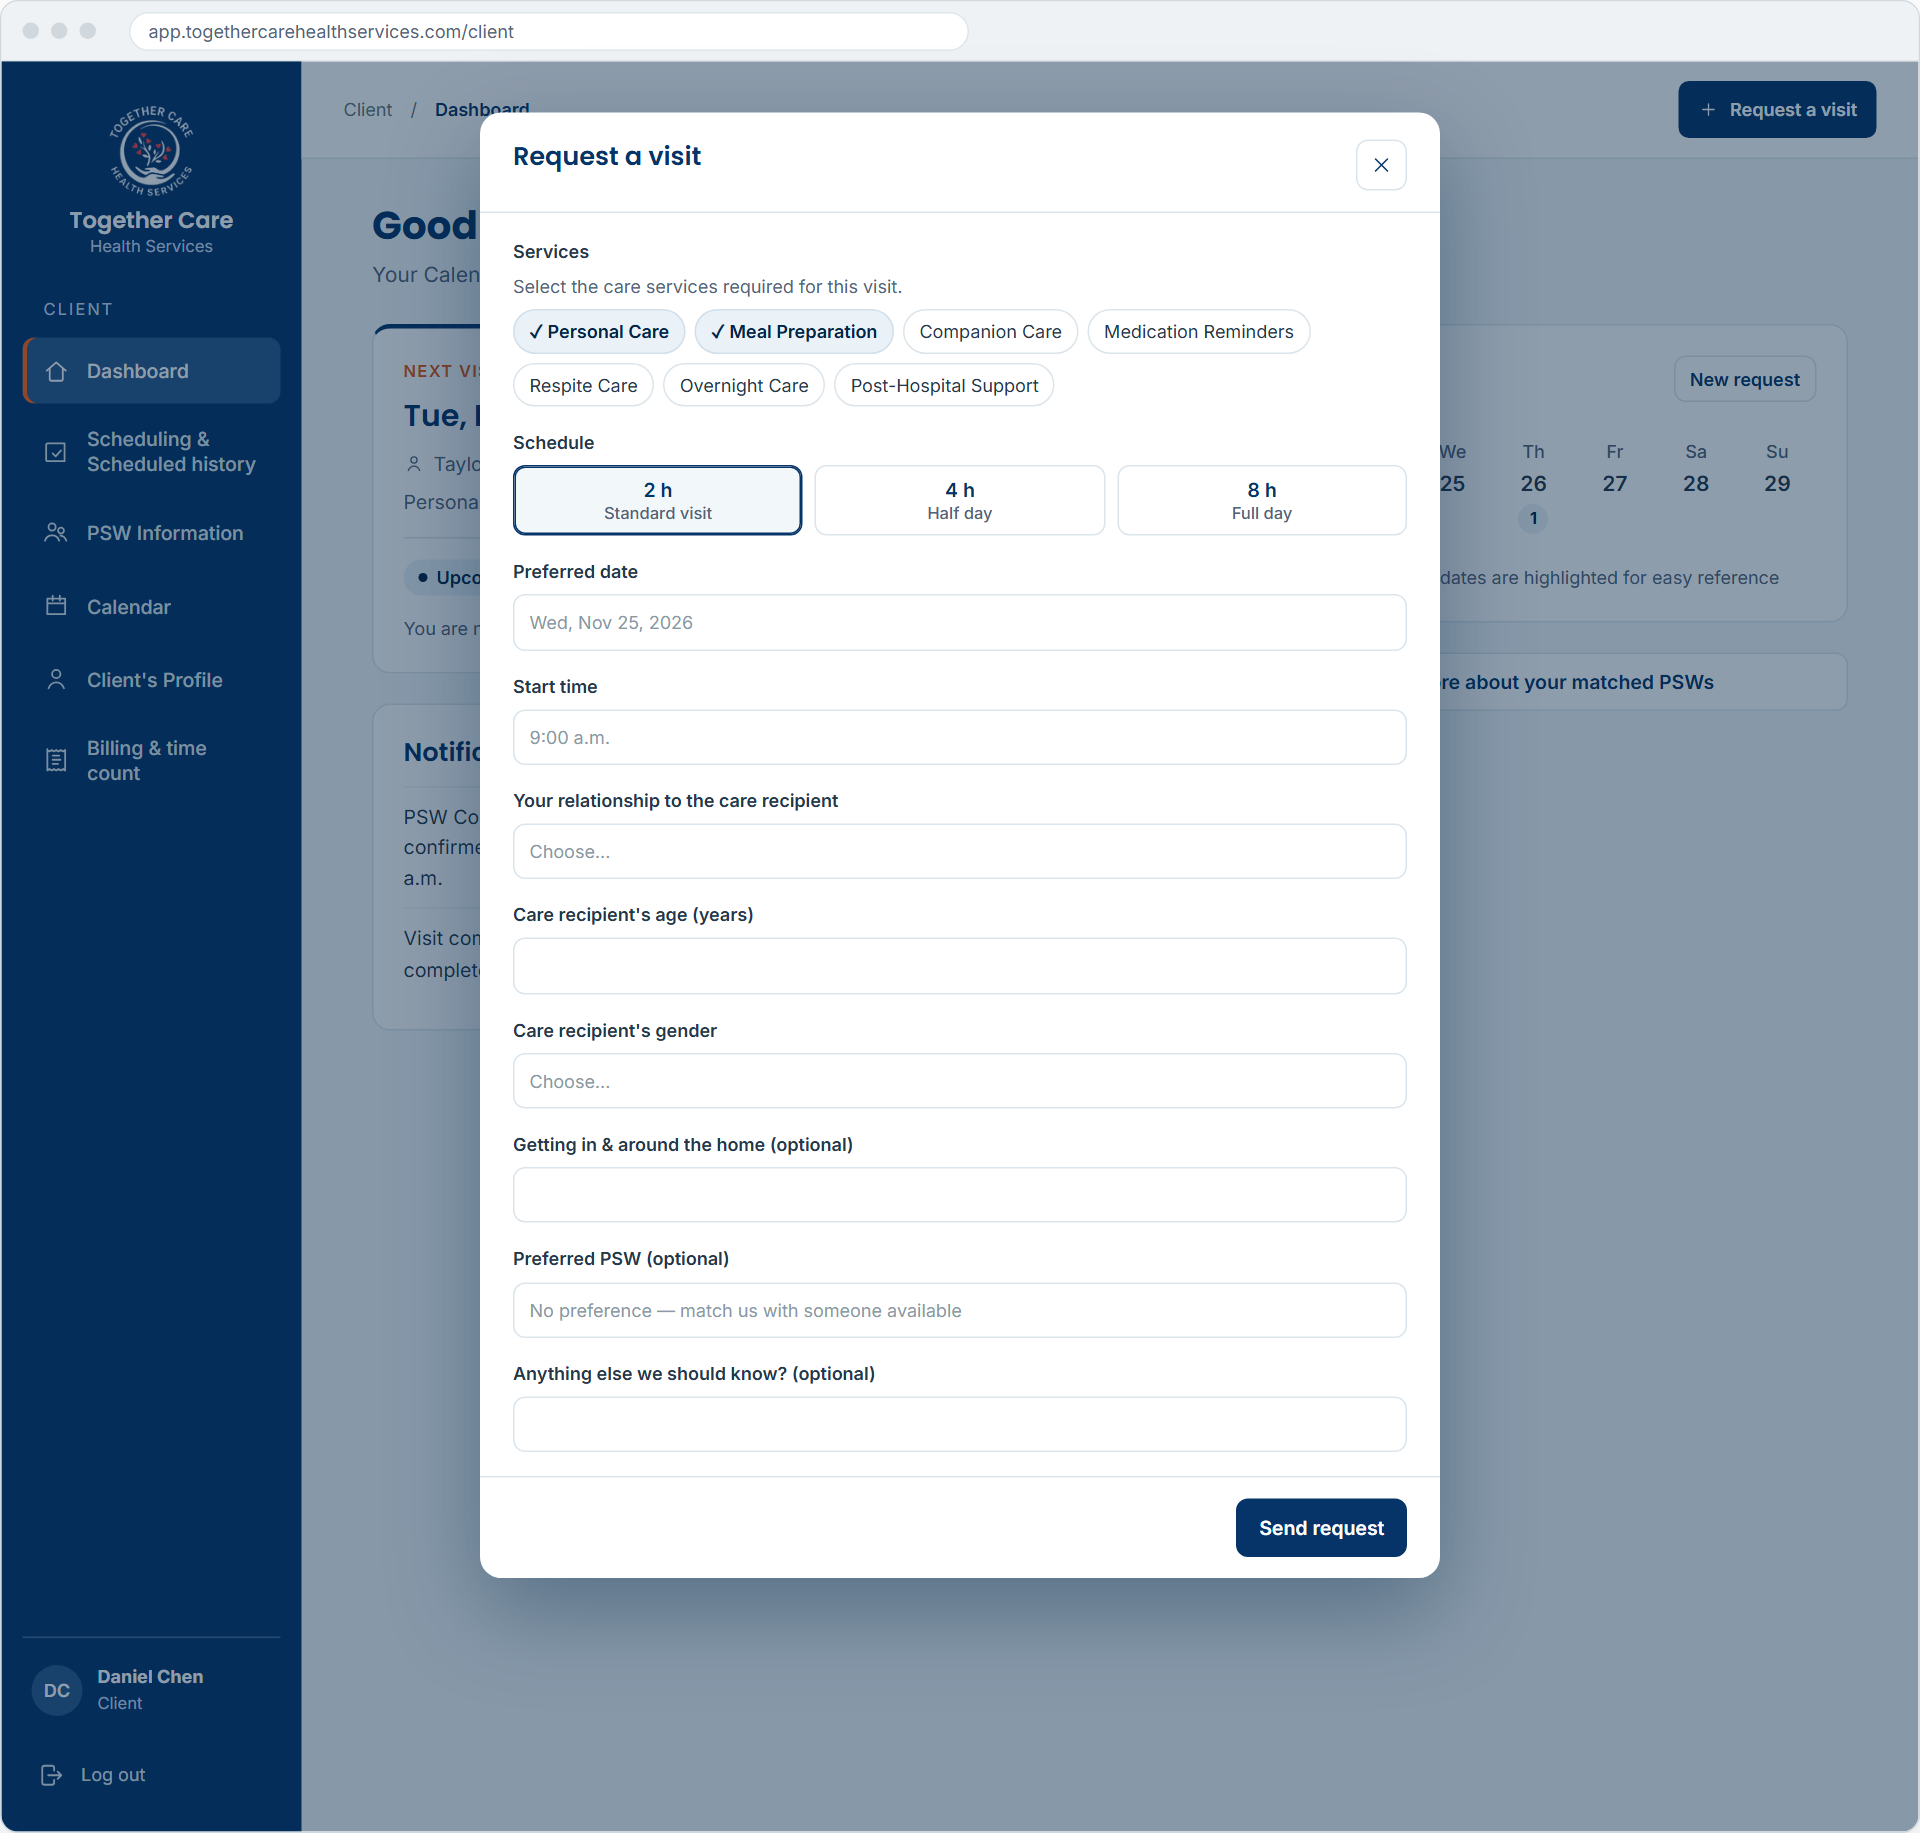 app.togethercarehealthservices.com/client
TOGETHER CARE
HEALTH SERVICES
Together Care
Health Services
CLIENT
Dashboard
Scheduling &
Scheduled history
PSW Information
Calendar
Client's Profile
Billing & time
count
Daniel Chen
DC
Client
Log out
Client / Dashboard
+ Request a visit
Good
Your Calen
NEXT VI
Tue,
Taylo
Persona
Upco
You are
Notific
PSW Co
confirme
a.m.
Visit com
complete
New request
We Th Fr Sa Su
25 26 27 28 29
1
dates are highlighted for easy reference
re about your matched PSWs
Request a visit
Services
Select the care services required for this visit.
✓ Personal Care
✓ Meal Preparation
Companion Care
Medication Reminders
Respite Care
Overnight Care
Post-Hospital Support
Schedule
2 h
Standard visit
4 h
Half day
8 h
Full day
Preferred date
Wed, Nov 25, 2026
Start time
9:00 a.m.
Your relationship to the care recipient
Choose...
Care recipient's age (years)
Care recipient's gender
Choose...
Getting in & around the home (optional)
Preferred PSW (optional)
No preference — match us with someone available
Anything else we should know? (optional)
Send request